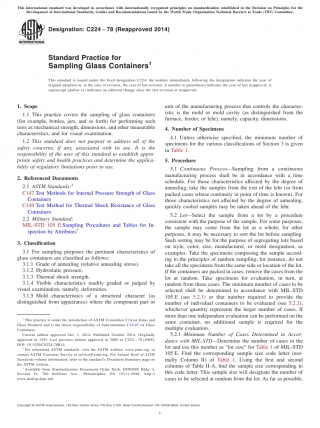 This international standard was developed in accordance with internationally recognized principles on standardization established in the Decision on Principles for the
Development of International Standards, Guides and Recommendations issued by the World Trade Organization Technical Barriers to Trade (TBT) Committee.
Designation: C224 − 78 (Reapproved 2014)
Standard Practice for
Sampling Glass Containers1
This standard is issued under the fixed designation C224; the number immediately following the designation indicates the year of
original adoption or, in the case of revision, the year of last revision. A number in parentheses indicates the year of last reapproval. A
superscript epsilon (ε) indicates an editorial change since the last revision or reapproval.
1. Scope
1.1 This practice covers the sampling of glass containers
(for example, bottles, jars, and so forth) for performing such
tests as mechanical strength, dimensions, and other measurable
characteristics, and for visual examination.
1.2 This standard does not purport to address all of the
safety concerns, if any, associated with its use. It is the
responsibility of the user of this standard to establish appro-
priate safety and health practices and determine the applica-
bility of regulatory limitations prior to use.
2. Referenced Documents
2.1 ASTM Standards:2
C147 Test Methods for Internal Pressure Strength of Glass
Containers
C149 Test Method for Thermal Shock Resistance of Glass
Containers
2.2 Military Standard:
MIL-STD 105 E Sampling Procedures and Tables for In-
spection by Attributes3
3. Classification
3.1 For sampling purposes the pertinent characteristics of
glass containers are classified as follows:
3.1.1 Grade of annealing (relative annealing stress).
3.1.2 Hydrostatic pressure.
3.1.3 Thermal shock strength.
3.1.4 Visible characteristics readily graded or judged by
visual examination, namely, deformities.
3.1.5 Mold characteristics of a structural character (as
distinguished from appearance) where the component part or
1 This practice is under the jurisdiction of ASTM Committee C14 on Glass and
Glass Products and is the direct responsibility of Subcommittee C14.07 on Glass
Containers.
Current edition approved Oct. 1, 2014. Published October 2014. Originally
approved in 1953. Last previous edition approved in 2009 as C224 – 78 (2009).
DOI: 10.1520/C0224-78R14.
2 For referenced ASTM standards, visit the ASTM website, www.astm.org, or
contact ASTM Customer Service at service@astm.org. For Annual Book of ASTM
Standards volume information, refer to the standard's Document Summary page on
the ASTM website.
3 Available from Standardization Documents Order Desk, DODSSP, Bldg. 4,
Section D, 700 Robbins Ave., Philadelphia, PA 19111-5098, http://
www.dodssp.daps.mil.
unit of the manufacturing process that controls the character-
istic is the mold or mold cavity (as distinguished from the
furnace, feeder, or lehr), namely, capacity, dimensions.
4. Number of Specimens
4.1 Unless otherwise specified, the minimum number of
specimens for the various classifications of Section 3 is given
in Table 1.
5. Procedure
5.1 Continuous Process—Sampling from a continuous
manufacturing process shall be in accordance with a time
schedule. For those characteristics affected by the degree of
annealing, take the samples from the exit of the lehr (or from
packed cases whose continuity in point of time is known). For
those characteristics not affected by the degree of annealing,
quickly cooled samples may be taken ahead of the lehr.
5.2 Lot—Select the sample from a lot by a procedure
consistent with the purpose of the sample. For some purposes,
the sample may come from the lot as a whole; for other
purposes, it may be necessary to sort the lot before sampling.
Such sorting may be for the purpose of segregating lots based
on style, color, size, manufacturer, or mold designation, as
examples. Take the specimens composing the sample accord-
ing to the principles of random sampling; for instance, do not
take all the specimens from the same side or location of the lot.
If the containers are packed in cases, remove the cases from the
lot at random. Take specimens for evaluation, in turn, at
random from these cases. The minimum number of cases to be
selected shall be determined in accordance with MIL-STD
105 E (see 5.2.1) or that number required to provide the
number of individual containers to be evaluated (see 5.2.2),
whichever quantity represents the larger number of cases. If
more than one independent evaluation can be performed on the
same container, no additional sample is required for the
multiple evaluation.
5.2.1 Minimum Number of Cases Determined in Accor-
dance with MIL-STD—Determine the number of cases in the
lot and use this number as "lot size" for Table 1 of MIL-STD
105 E. Find the corresponding sample size code letter (nor-
mally Column II) of Table 1. Using the first and second
columns of Table II-A, find the sample size corresponding to
this code letter. This sample size will designate the number of
cases to be selected at random from the lot. As far as possible,
Copyright © ASTM International, 100 Barr Harbor Drive, PO Box C700, West Conshohocken, PA 19428-2959. United States
1